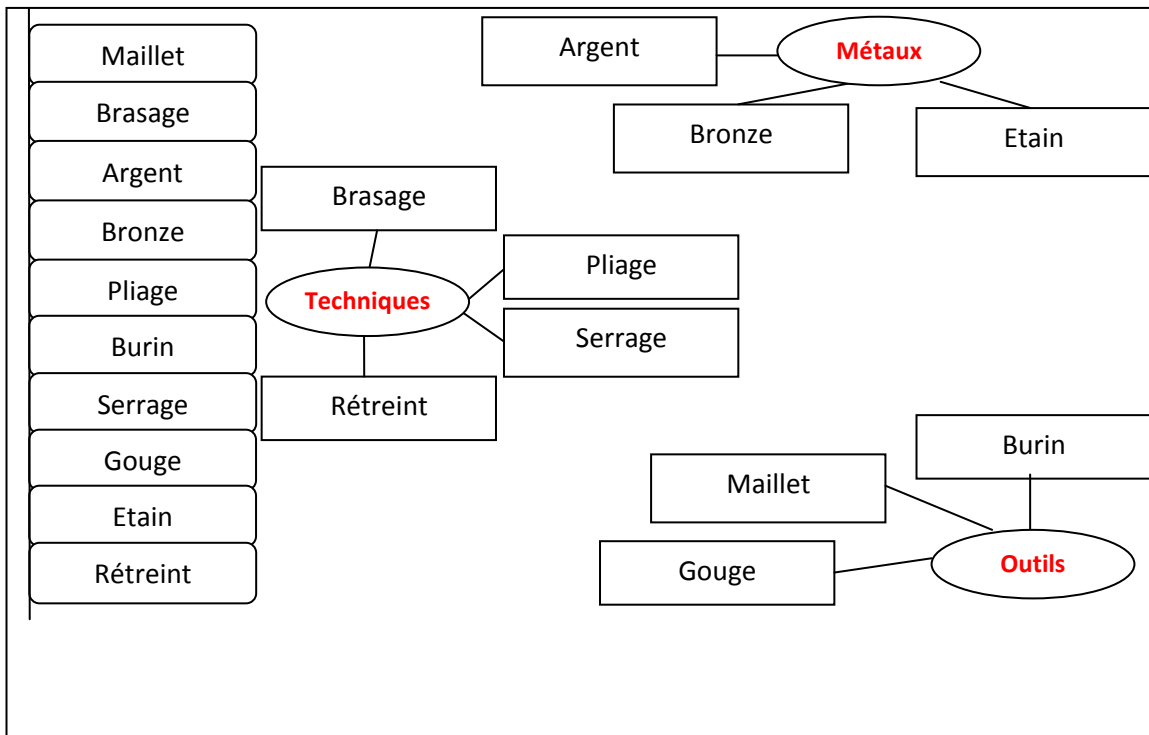 Maillet
Brasage
Argent
Bronze
Pliage
Burin
Serrage
Gouge
Etain
Rétreint
Argent
Métaux
Bronze
Etain
Brasage
Pliage
Techniques
Serrage
Rétreint
Burin
Maillet
Gouge
Outils